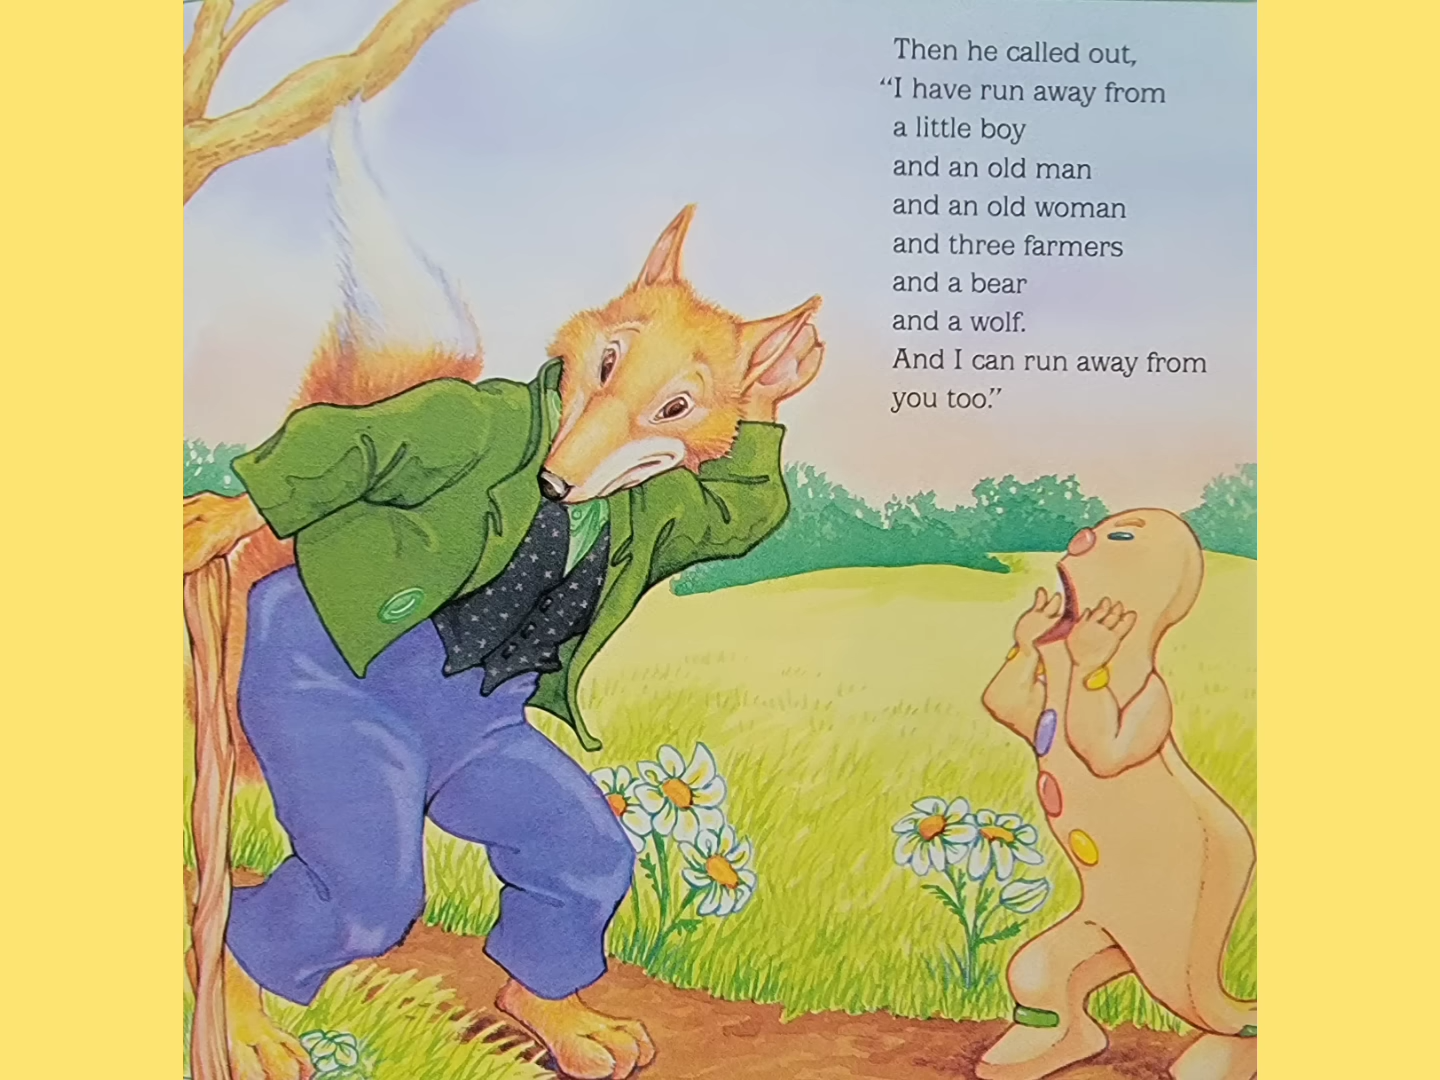 Then he called out,
“I have run away from
a little boy
and an old man
and an old woman
and three farmers
and a bear
and a wolf.
And I can run away from
you too.”